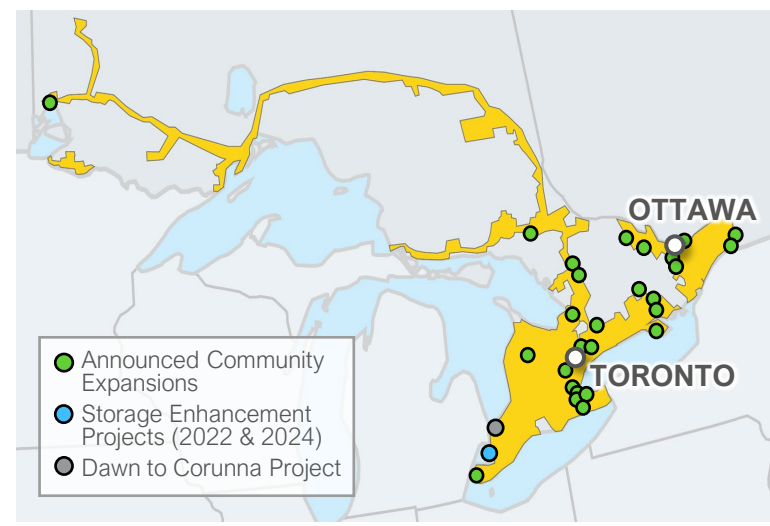 OTTAWA
TORONTO
Announced Community
Expansions
Storage Enhancement
Projects (2022 & 2024)
Dawn to Corunna Project